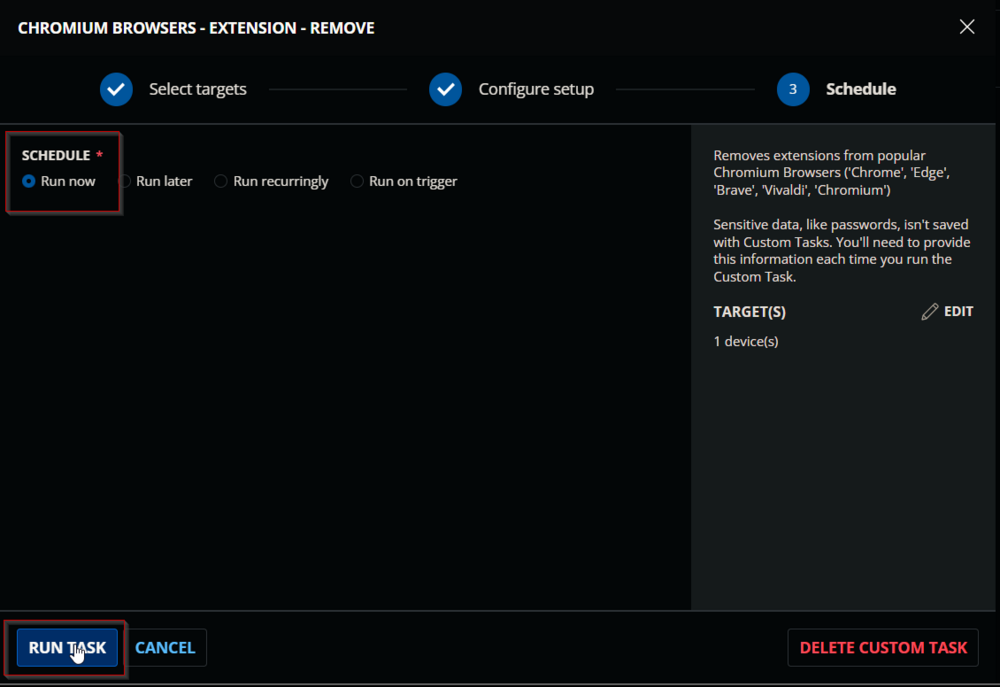 CHROMIUM BROWSERS - EXTENSION - REMOVE
Select targets
Configure setup
3 Schedule
SCHEDULE *
Run now Run later Run recurringly Run on trigger
Removes extensions from popular
Chromium Browsers ('Chrome', 'Edge',
'Brave', 'Vivaldi', 'Chromium')
Sensitive data, like passwords, isn't saved
with Custom Tasks. You'll need to provide
this information each time you run the
Custom Task.
TARGET(S) EDIT
1 device(s)
RUN TASK CANCEL DELETE CUSTOM TASK